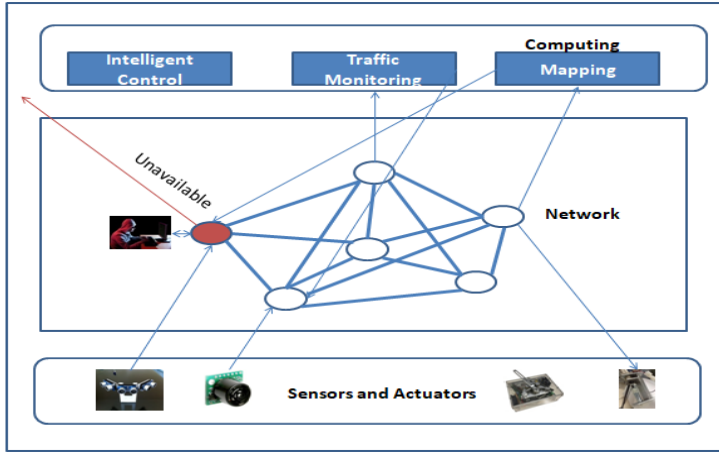 Computing
Intelligent
Control
Traffic
Monitoring
Mapping
Unavailable
Network
Sensors and Actuators